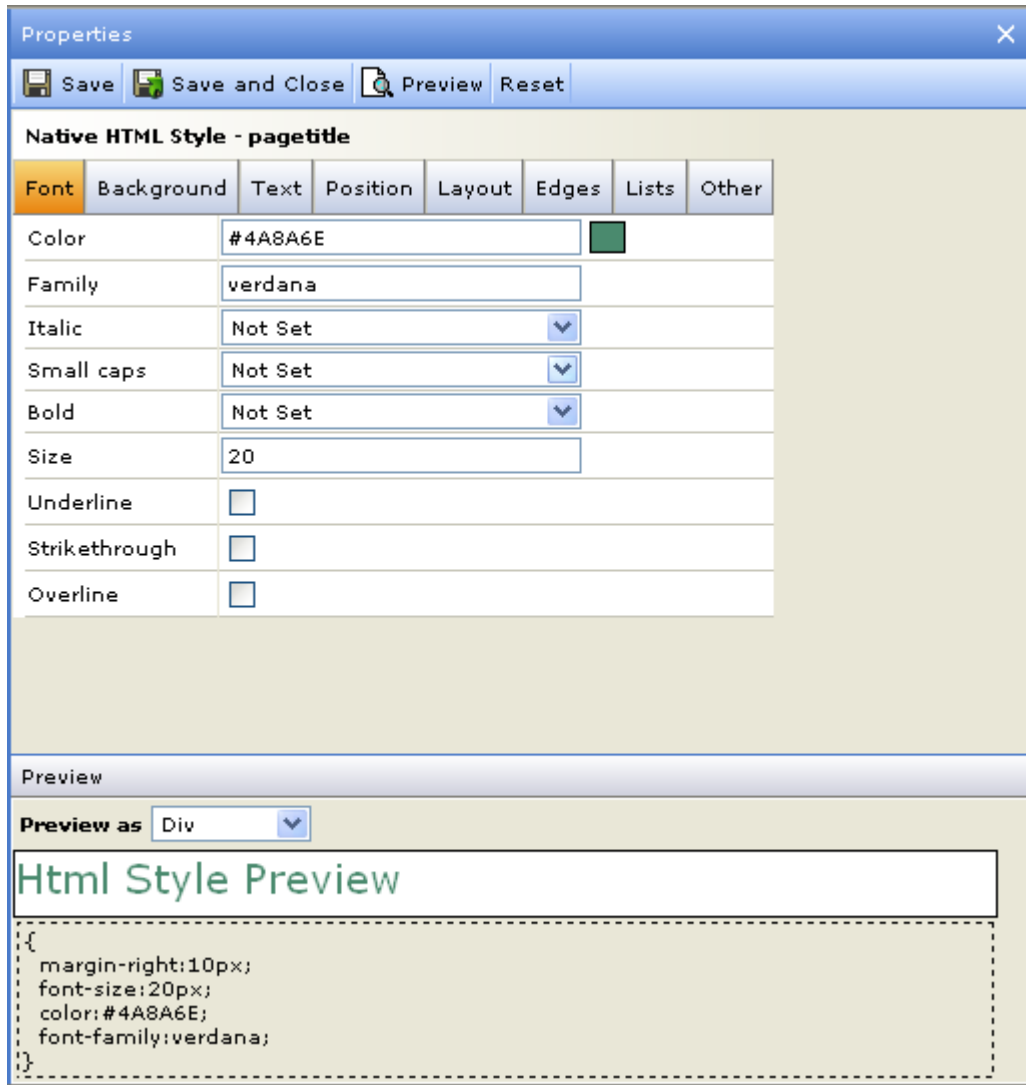 Properties
Save Save and Close Preview Reset
Native HTML Style - pagetitle
Font Background Text Position Layout Edges Lists Other
Color #4A8A6E
Family verdana
Italic Not Set
Small caps Not Set
Bold Not Set
Size 20
Underline
Strikethrough
Overline
Preview
Preview as Div
Html Style Preview
{
margin-right:10px;
font-size:20px;
color:#4A8A6E;
font-family:verdana;
}